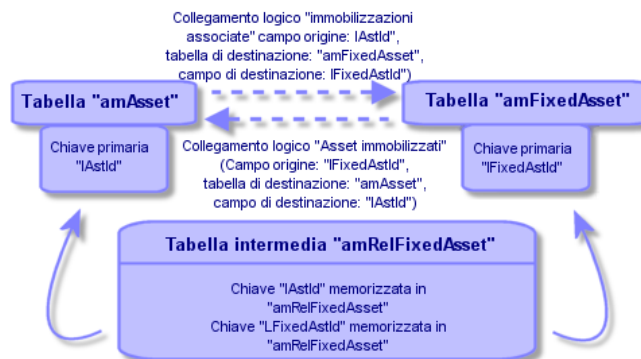 Collegamento logico "immobilizzazioni
associate" campo origine: lAstId",
tabella di destinazione: "amFixedAsset",
campo di destinazione: lFixedAstId")
Tabella "amAsset"
Tabella "amFixedAsset"
Chiave primaria
"lAstId"
Collegamento logico "Asset immobilizzati"
(Campo origine: "lFixedAstId",
tabella di destinazione: "amAsset",
campo di destinazione: "lAstId")
Chiave primaria
"lFixedAstId"
Tabella intermedia "amRelFixedAsset"
Chiave "lAstId" memorizzata in
"amRelFixedAsset"
Chiave "LFixedAstId" memorizzata in
"amRelFixedAsset"